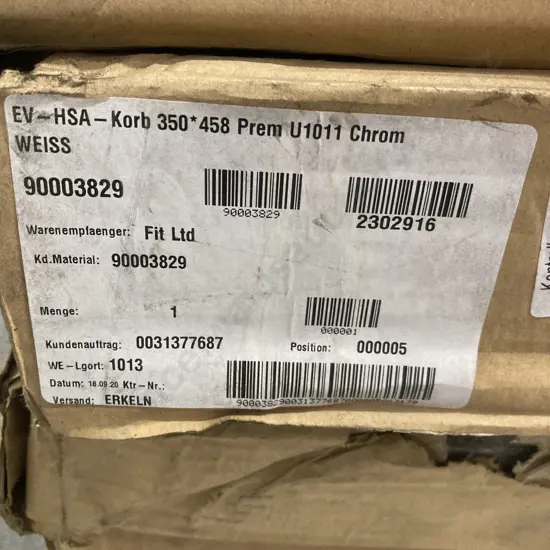 EV-HSA-Korb 350*458 Prem U1011 Chrom
WEISS
90003829
90003829
2302916
Warenempfaenger: Fit Ltd
Kd.Material: 90003829
Menge: 1
000001
Kundenauftrag: 0031377687
Position: 000005
WE-Lgort: 1013
Datum: 18.09.20 Ktr-Nr.:
Versand: ERKELN